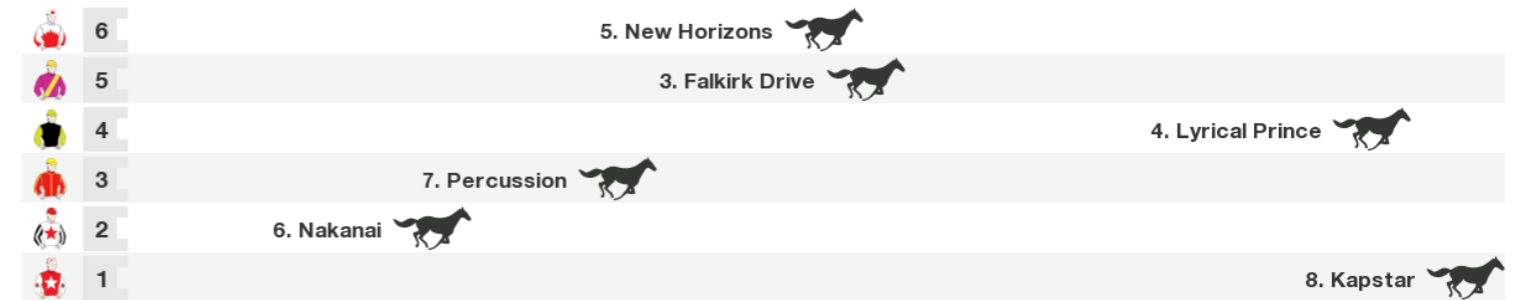 6 5. New Horizons
5 3. Falkirk Drive
4 4. Lyrical Prince
3 7. Percussion
2 6. Nakanai
1 8. Kapstar